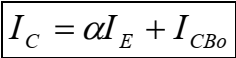 I_C = αI_E + I_CBo